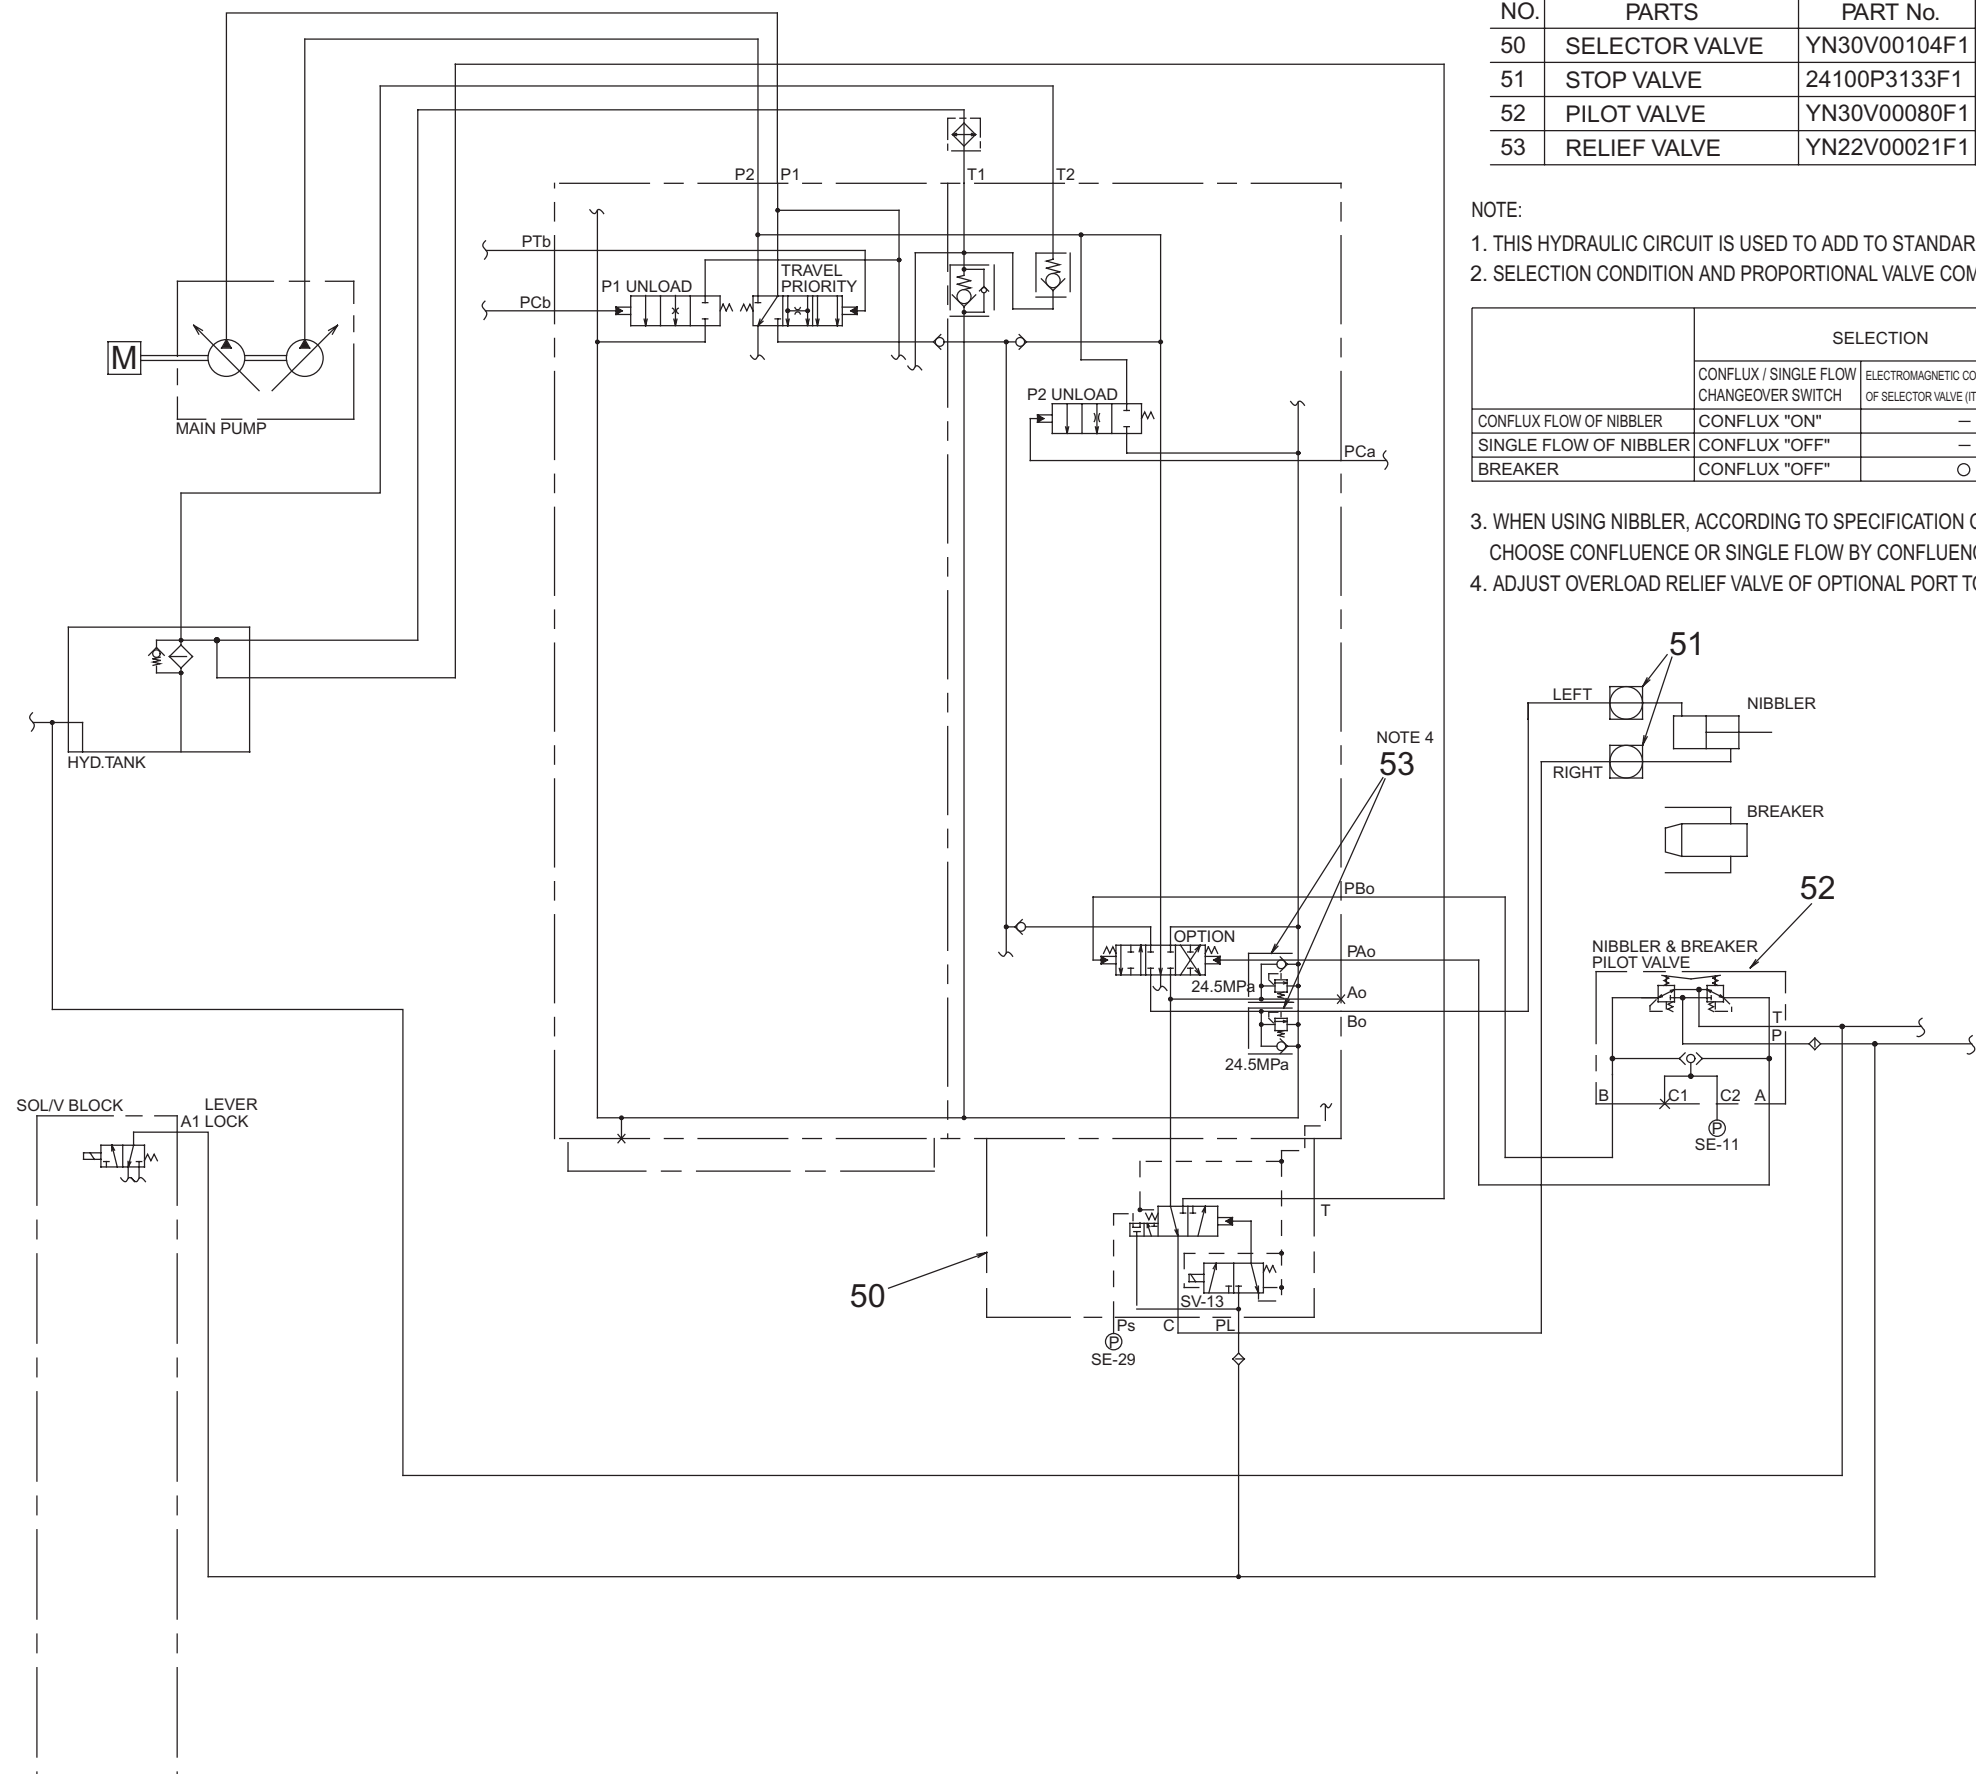 NO. PARTS PART No.
50 SELECTOR VALVE YN30V00104F1
51 STOP VALVE 24100P3133F1
52 PILOT VALVE YN30V00080F1
53 RELIEF VALVE YN22V00021F1
NOTE:
1. THIS HYDRAULIC CIRCUIT IS USED TO ADD TO STANDAR
2. SELECTION CONDITION AND PROPORTIONAL VALVE COM
SELECTION
CONFLUX / SINGLE FLOW
CHANGEOVER SWITCH
ELECTROMAGNETIC CO
OF SELECTOR VALVE (IT
CONFLUX FLOW OF NIBBLER CONFLUX "ON" –
SINGLE FLOW OF NIBBLER CONFLUX "OFF" –
BREAKER CONFLUX "OFF" ○
3. WHEN USING NIBBLER, ACCORDING TO SPECIFICATION
CHOOSE CONFLUENCE OR SINGLE FLOW BY CONFLUENC
4. ADJUST OVERLOAD RELIEF VALVE OF OPTIONAL PORT TO
P2 P1 T1 T2
PTb
PCb
P1 UNLOAD
TRAVEL
PRIORITY
M
MAIN PUMP
P2 UNLOAD
PCa
HYD.TANK
51
LEFT
NIBBLER
RIGHT
BREAKER
NOTE 4
53
52
PBo
OPTION
PAo
24.5MPa
Ao
Bo
24.5MPa
NIBBLER & BREAKER
PILOT VALVE
T
P
B C1 C2 A
P
SE-11
SOL/V BLOCK
A1
LEVER
LOCK
T
50
SV-13
Ps C PL
P
SE-29